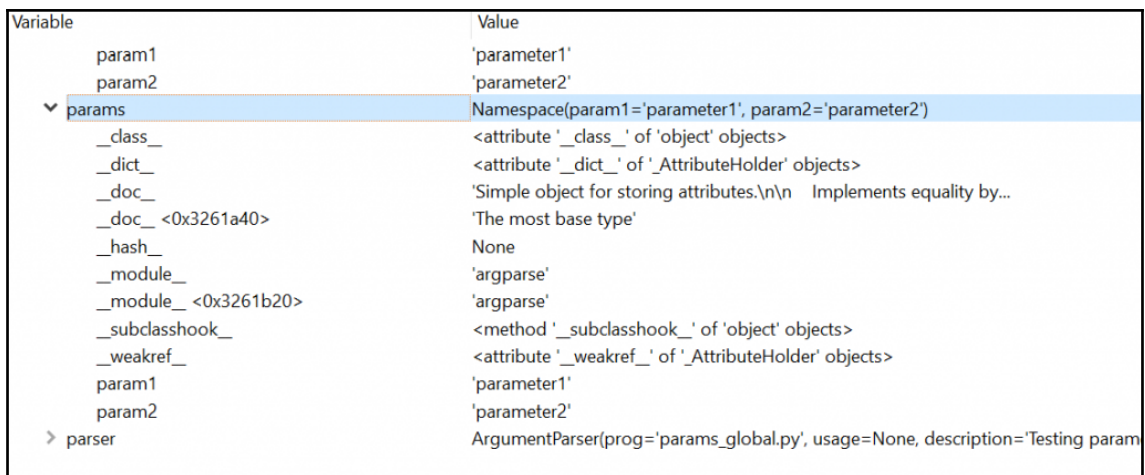 Variable Value
param1 'parameter1'
param2 'parameter2'
params Namespace(param1='parameter1', param2='parameter2')
__class__ <attribute '__class__' of 'object' objects>
__dict__ <attribute '__dict__' of '_AttributeHolder' objects>
__doc__ 'Simple object for storing attributes.\n\n    Implements equality by...
__doc__ <0x3261a40> 'The most base type'
__hash__ None
__module__ 'argparse'
__module__ <0x3261b20> 'argparse'
__subclasshook__ <method '__subclasshook__' of 'object' objects>
__weakref__ <attribute '__weakref__' of '_AttributeHolder' objects>
param1 'parameter1'
param2 'parameter2'
parser ArgumentParser(prog='params_global.py', usage=None, description='Testing param